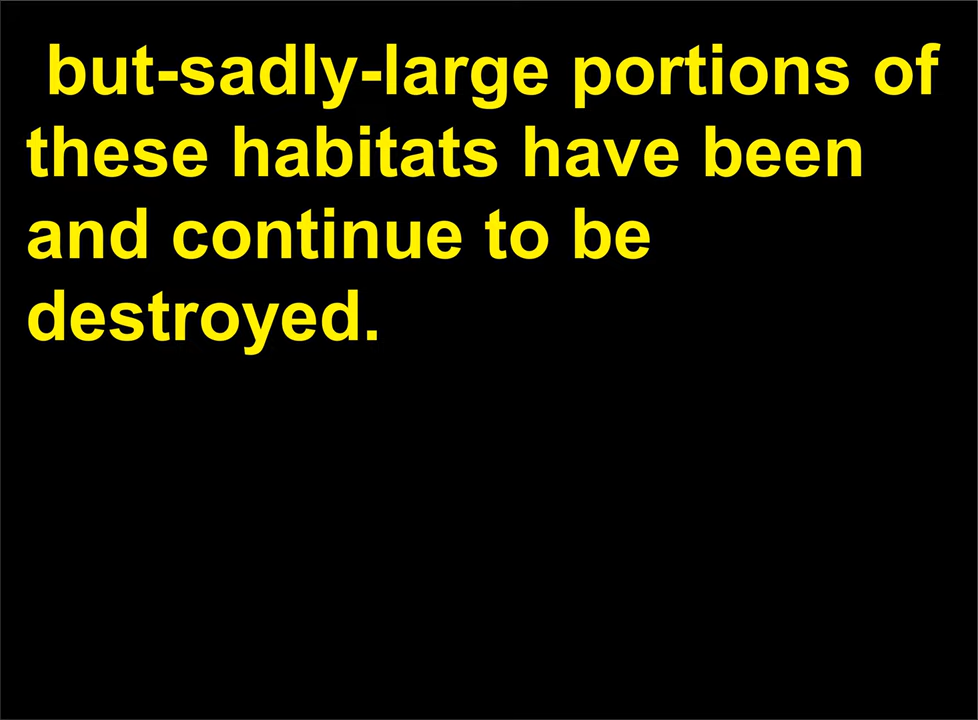 but-sadly-large portions of
these habitats have been
and continue to be
destroyed.